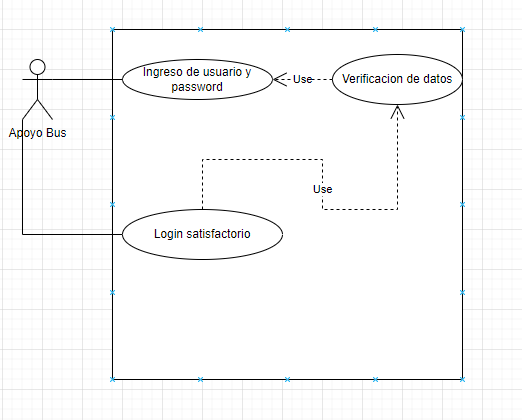 Ingreso de usuario y
password
Use
Verificacion de datos
Apoyo Bus
Use
Login satisfactorio